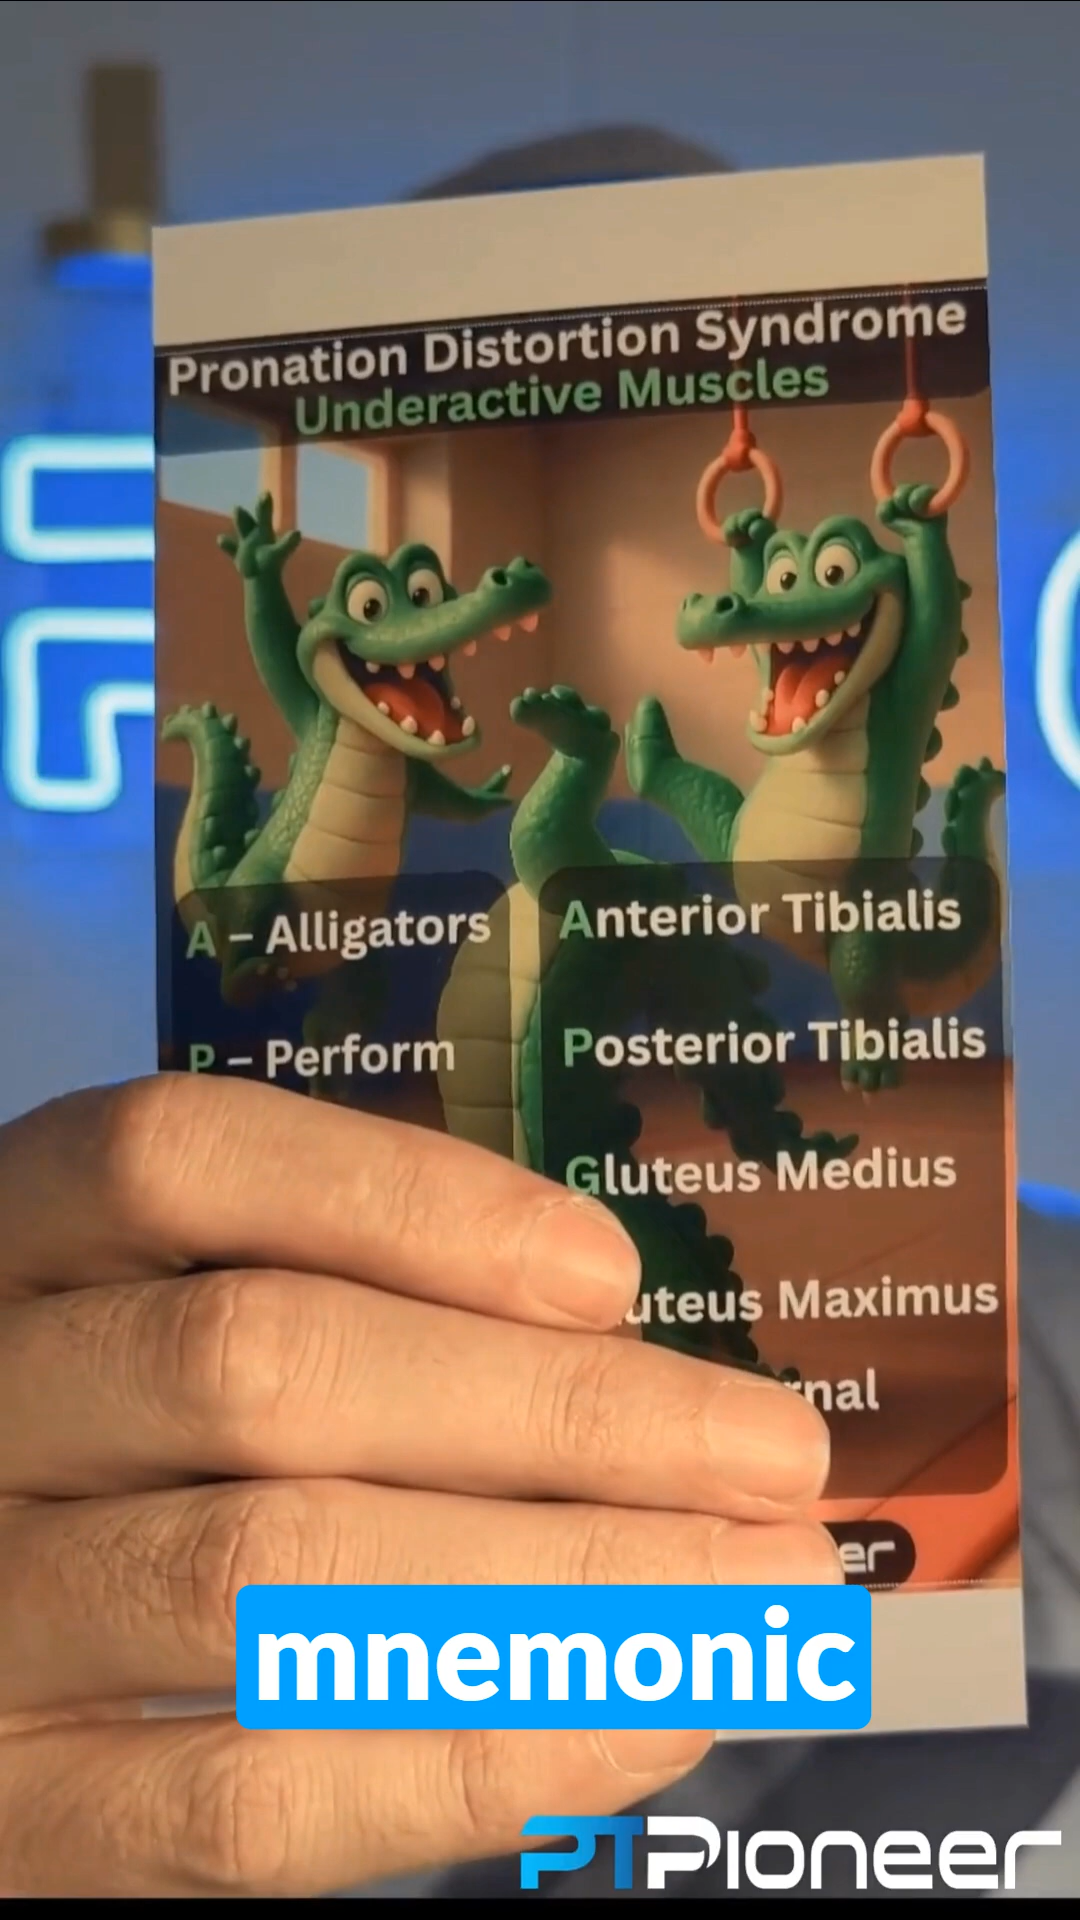 Pronation Distortion Syndrome
Underactive Muscles
A – Alligators
P – Perform
Anterior Tibialis
Posterior Tibialis
Gluteus Medius
uteus Maximus
rnal
er
mnemonic
PTPioneer